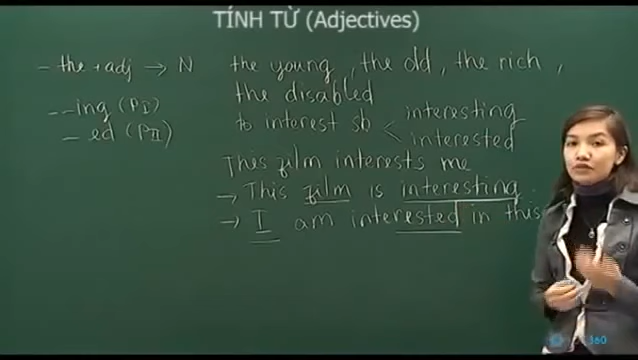 TÍNH TỪ (Adjectives)
- the + adj → N the young, the old, the rich,
the disabled
- -ing (PI)
- ed (PII)
to interest sb < interesting
interested
This film interests me
→ This film is interesting.
→ I am interested in this
360